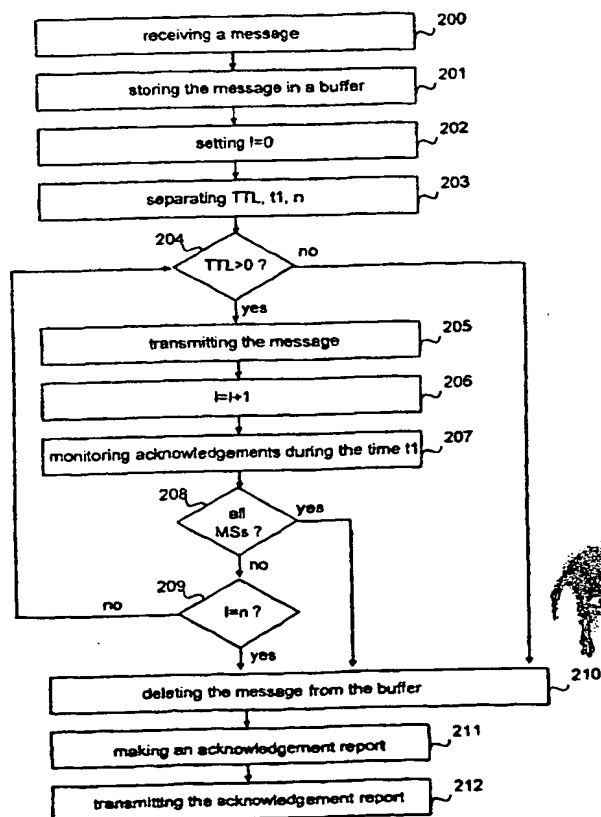 receiving a message
200
storing the message in a buffer
201
setting I=0
202
separating TTL, t1, n
203
204
TTL>0 ?
no
yes
transmitting the message
205
I=I+1
206
monitoring acknowledgements during the time t1
207
208
all
MSs ?
yes
no
209
I=n ?
no
yes
deleting the message from the buffer
210
making an acknowledgement report
211
transmitting the acknowledgement report
212